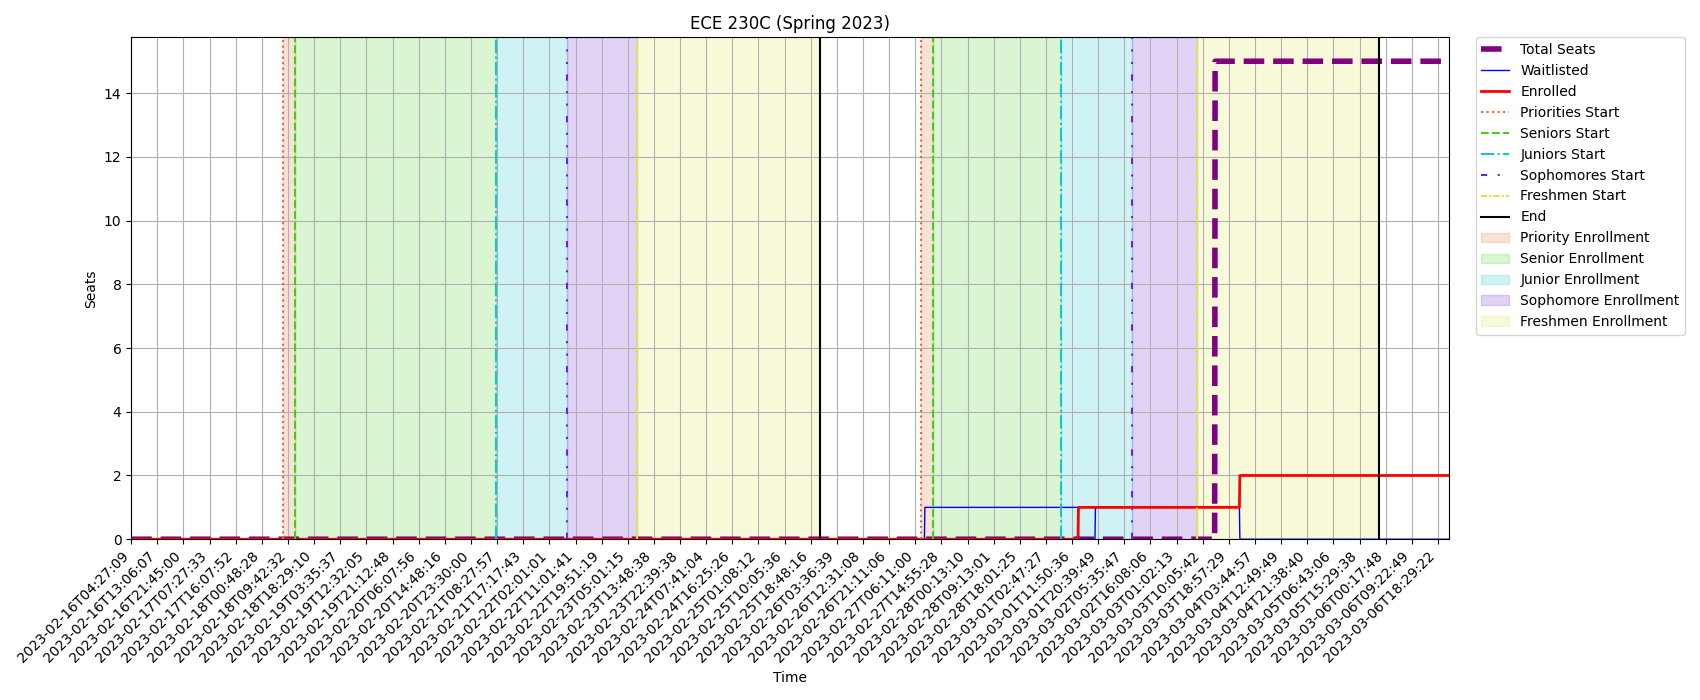 ECE 230C (Spring 2023)
Seats
14
12
10
8
6
4
2
0
2023-02-16T04:27:09
2023-02-16T13:06:07
2023-02-16T21:45:00
2023-02-17T07:27:33
2023-02-17T16:07:52
2023-02-18T00:48:28
2023-02-18T09:42:32
2023-02-18T18:29:10
2023-02-19T03:35:37
2023-02-19T12:32:05
2023-02-19T21:12:48
2023-02-20T06:07:56
2023-02-20T14:48:16
2023-02-20T23:30:00
2023-02-21T08:27:57
2023-02-21T17:17:43
2023-02-22T02:01:01
2023-02-22T11:01:41
2023-02-22T19:51:19
2023-02-23T05:01:15
2023-02-23T13:48:38
2023-02-23T22:39:38
2023-02-24T07:41:04
2023-02-24T16:25:26
2023-02-25T01:08:12
2023-02-25T10:05:36
2023-02-25T18:48:16
2023-02-26T03:36:39
2023-02-26T12:31:08
2023-02-26T21:11:06
2023-02-27T06:11:00
2023-02-27T14:55:28
2023-02-28T00:13:10
2023-02-28T09:13:01
2023-02-28T18:01:25
2023-03-01T02:47:27
2023-03-01T11:50:36
2023-03-01T20:39:49
2023-03-02T05:35:47
2023-03-02T16:08:06
2023-03-03T01:02:13
2023-03-03T10:05:42
2023-03-03T18:57:29
2023-03-04T03:44:57
2023-03-04T12:49:49
2023-03-04T21:38:40
2023-03-05T06:43:06
2023-03-05T15:29:38
2023-03-06T00:17:48
2023-03-06T09:22:49
2023-03-06T18:29:22
Time
Total Seats
Waitlisted
Enrolled
Priorities Start
Seniors Start
Juniors Start
Sophomores Start
Freshmen Start
End
Priority Enrollment
Senior Enrollment
Junior Enrollment
Sophomore Enrollment
Freshmen Enrollment